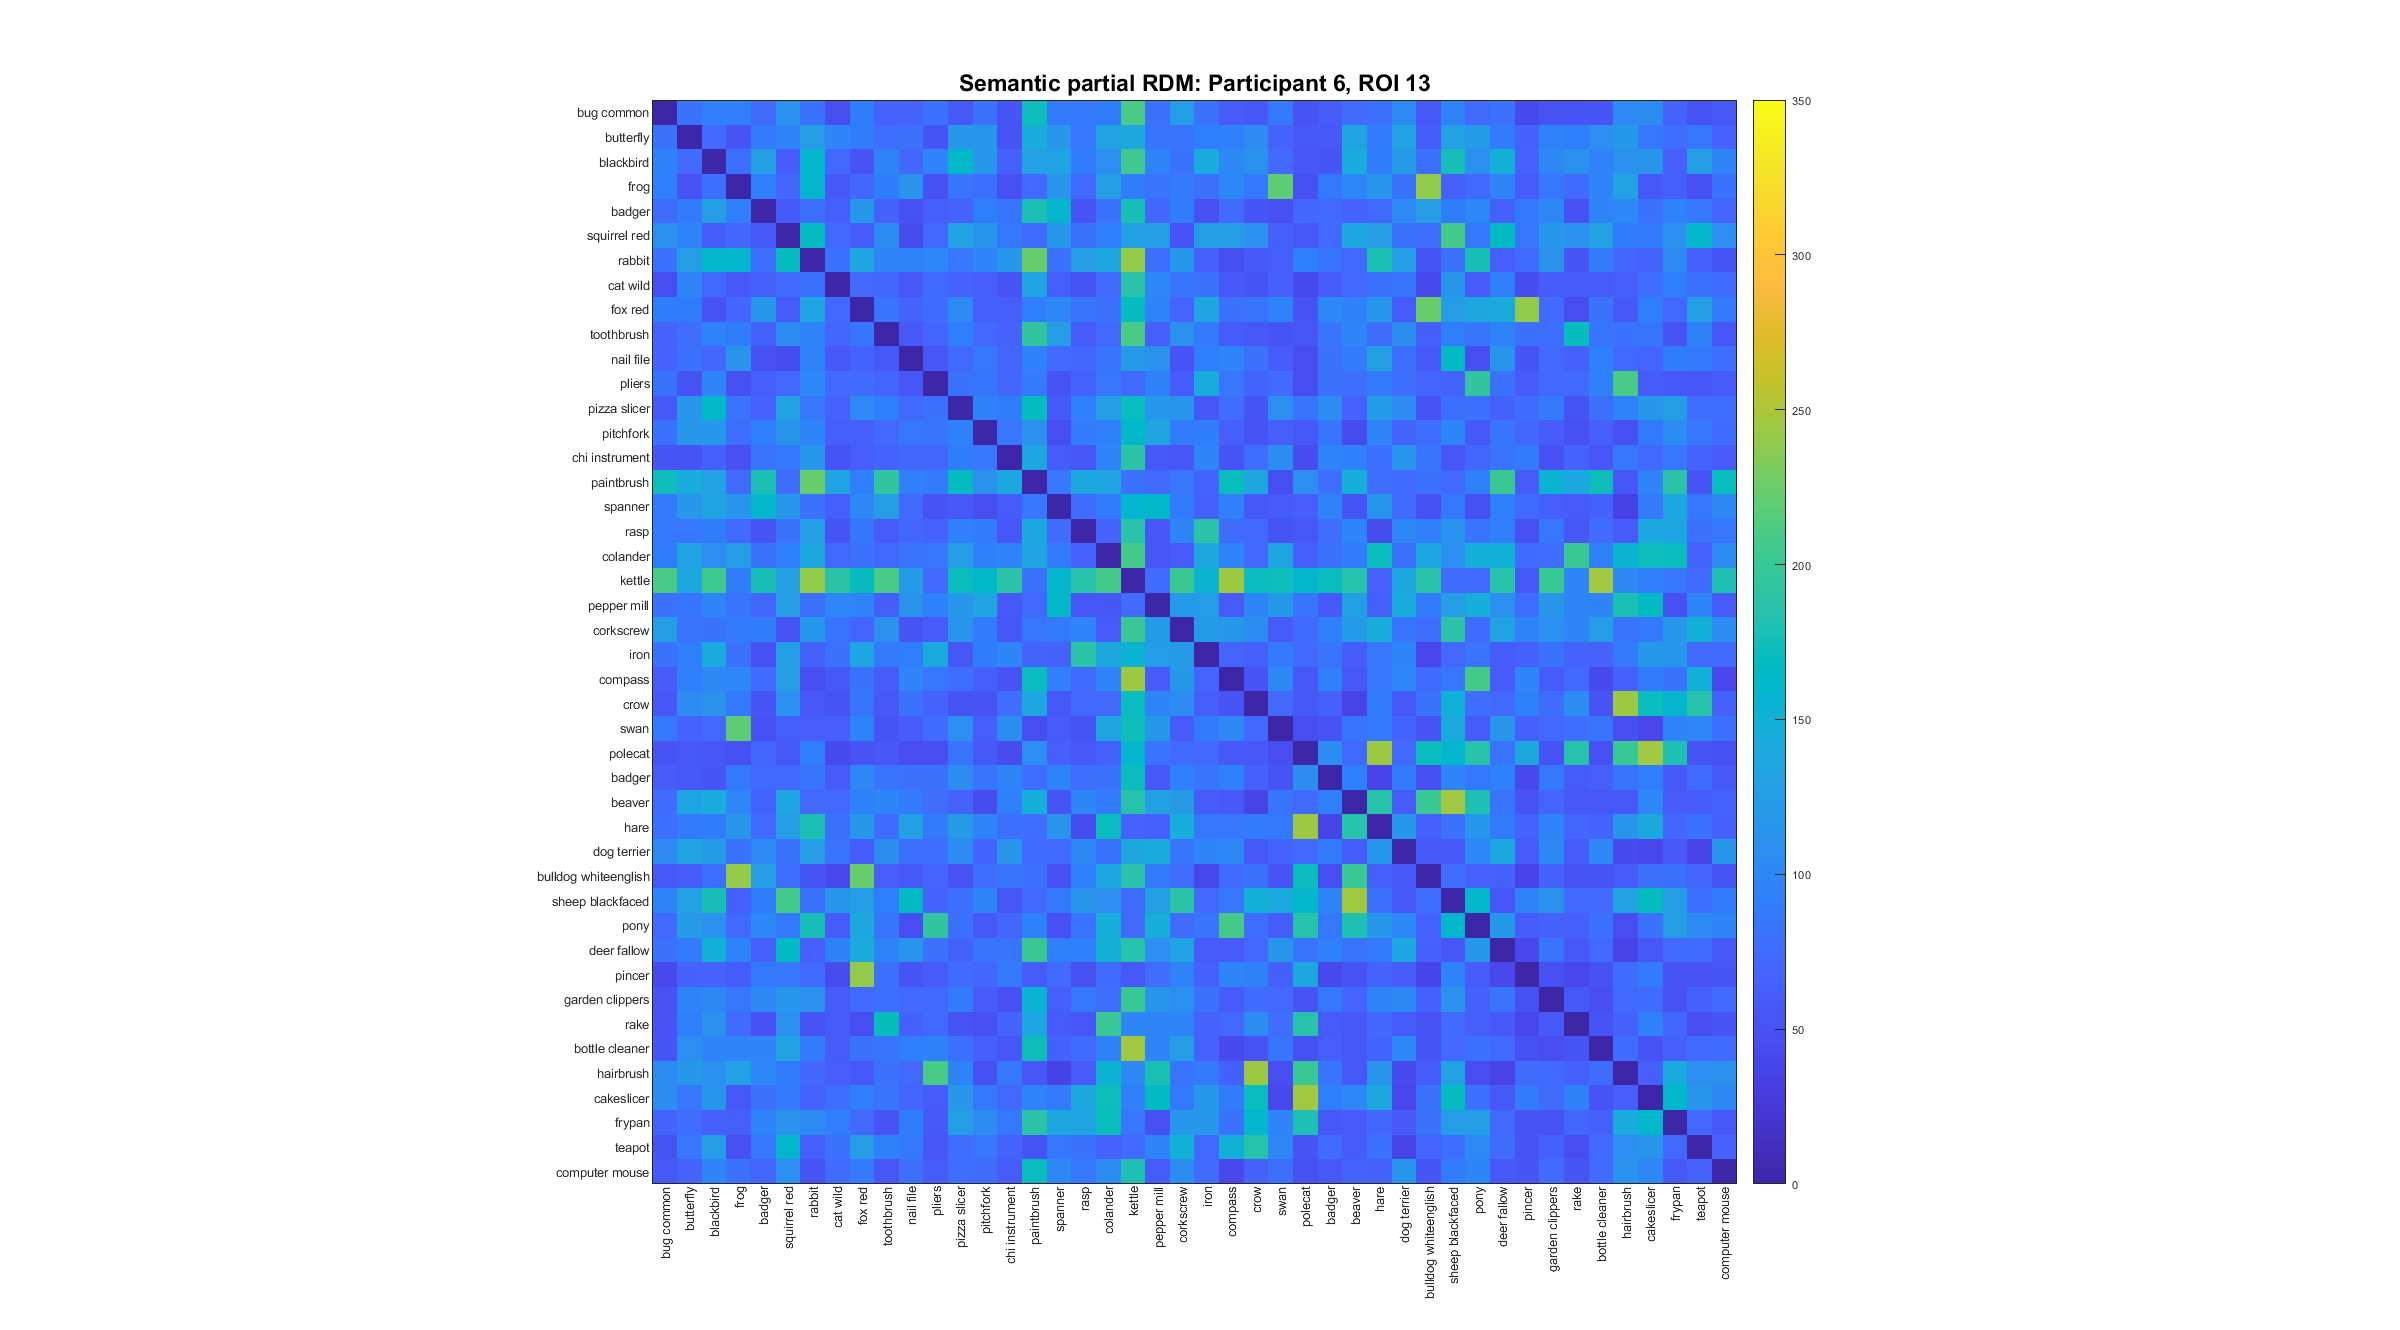 Semantic partial RDM: Participant 6, ROI 13
bug common
butterfly
blackbird
frog
badger
squirrel red
rabbit
cat wild
fox red
toothbrush
nail file
pliers
pizza slicer
pitchfork
chi instrument
paintbrush
spanner
rasp
colander
kettle
pepper mill
corkscrew
iron
compass
crow
swan
polecat
badger
beaver
hare
dog terrier
bulldog whiteenglish
sheep blackfaced
pony
deer fallow
pincer
garden clippers
rake
bottle cleaner
hairbrush
cakeslicer
frypan
teapot
computer mouse
350
300
250
200
150
100
50
0
bug common
butterfly
blackbird
frog
badger
squirrel red
rabbit
cat wild
fox red
toothbrush
nail file
pliers
pizza slicer
pitchfork
chi instrument
paintbrush
spanner
rasp
colander
kettle
pepper mill
corkscrew
iron
compass
crow
swan
polecat
badger
beaver
hare
dog terrier
bulldog whiteenglish
sheep blackfaced
pony
deer fallow
pincer
garden clippers
rake
bottle cleaner
hairbrush
cakeslicer
frypan
teapot
computer mouse